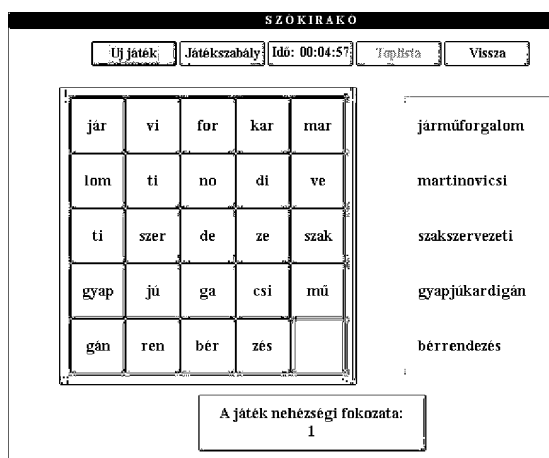 SZÓKIRAKÓ
Uj játék Játékszabály Idő: 00:04:57 Toplista Vissza
jár vi for kar mar járműforgalom
lom ti no di ve martinovicsi
ti szer de ze szak szakszervezeti
gyap jú ga csi mű gyapjúkardigán
gán ren bér zés bérrendezés
A játék nehézségi fokozata:
1